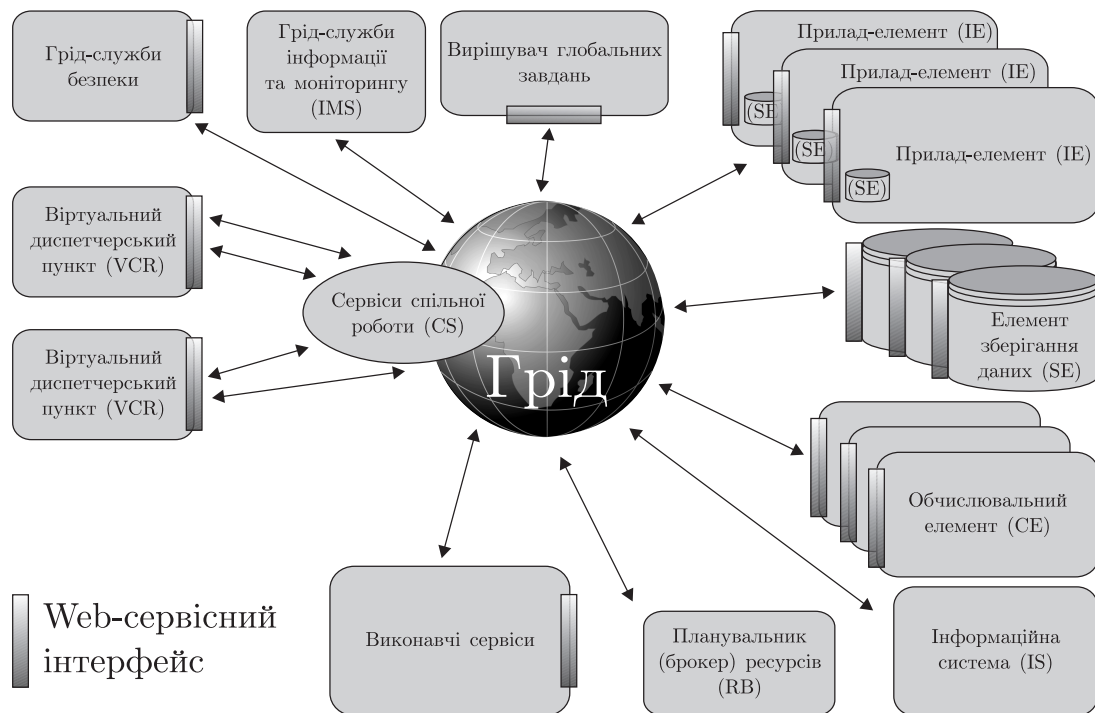 Грід-служби
безпеки
Грід-служби
інформації
та моніторингу
(IMS)
Вирішувач глобальних
завдань
Прилад-елемент (IE)
(SE)
Прилад-елемент (IE)
(SE)
Прилад-елемент (IE)
(SE)
Віртуальний
диспетчерський
пункт (VCR)
Сервіси спільної
роботи (CS)
Грід
Елемент
зберігання
даних (SE)
Віртуальний
диспетчерський
пункт (VCR)
Обчислювальний
елемент (CE)
Web-сервісний
інтерфейс
Виконавчі сервіси
Планувальник
(брокер) ресурсів
(RB)
Інформаційна
система (IS)